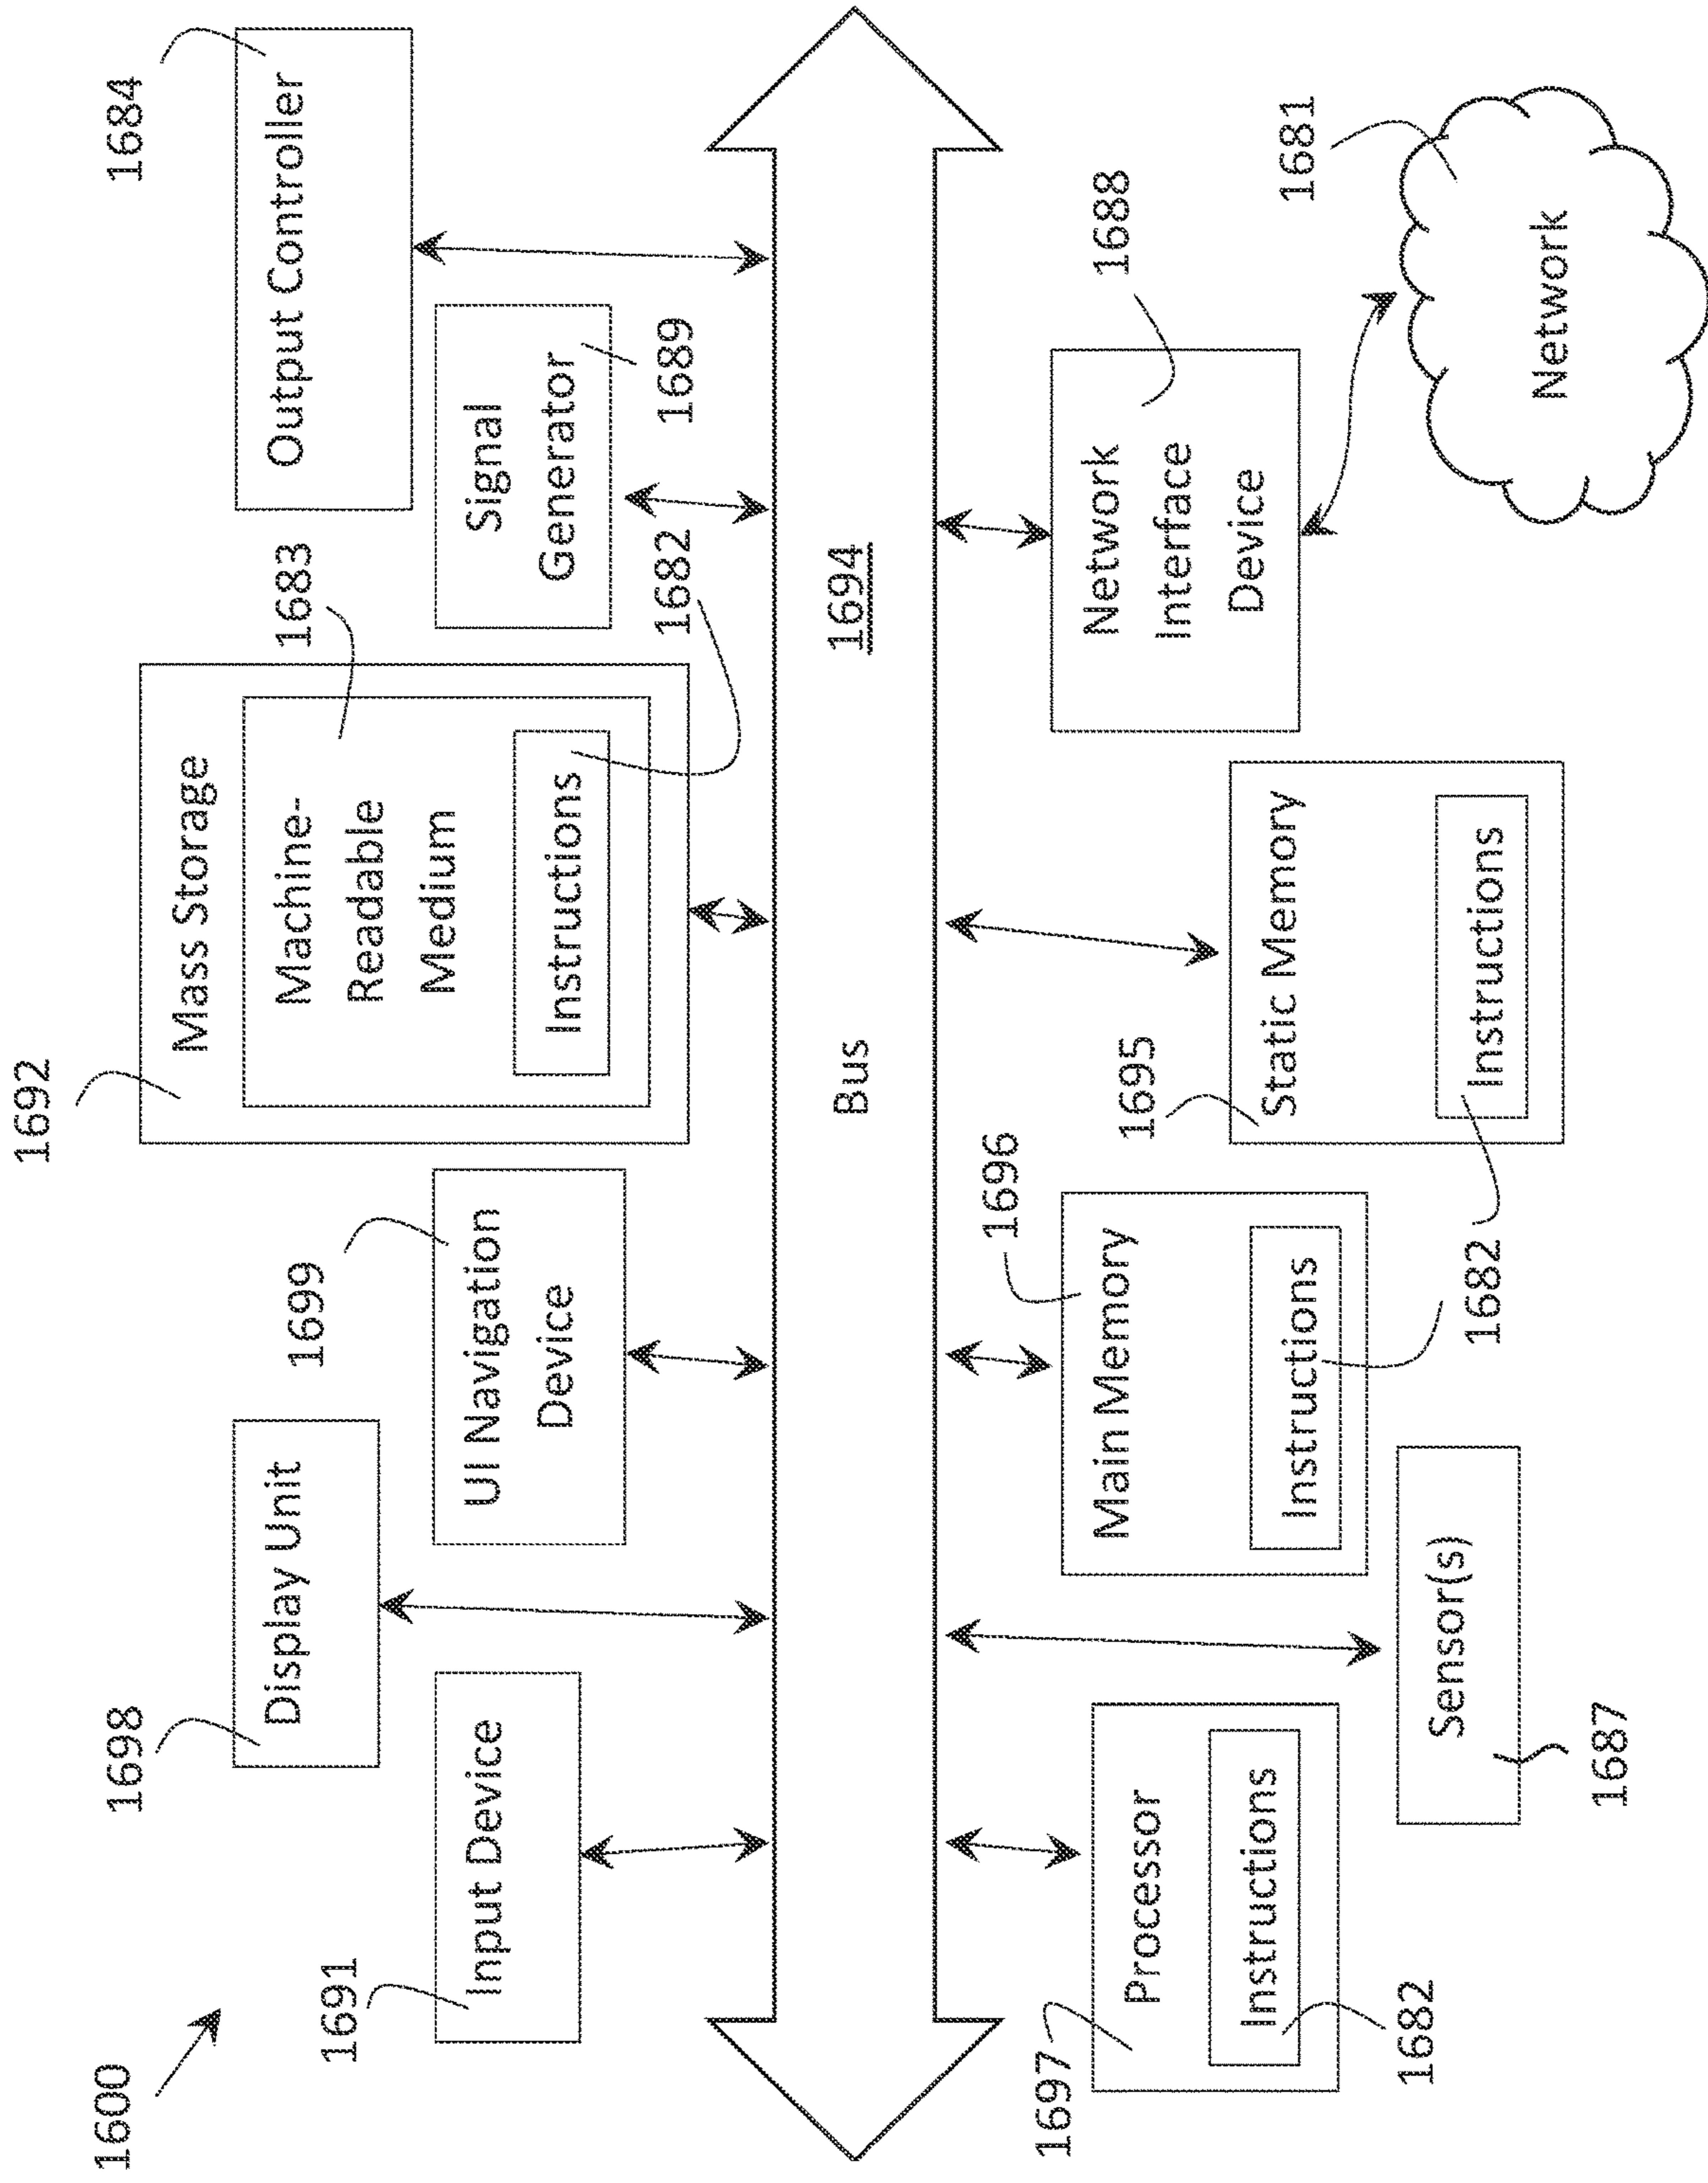 1600
1691
Input Device
1698
Display Unit
1699
UI Navigation
Device
1692
Mass Storage
1683
Machine-
Readable
Medium
Instructions
1682
Signal
Generator
1689
1684
Output Controller
Bus
1694
1697
Processor
Instructions
1682
Sensor(s)
1687
1696
Main Memory
Instructions
1682
1695
Static Memory
Instructions
1688
Network
Interface
Device
1681
Network